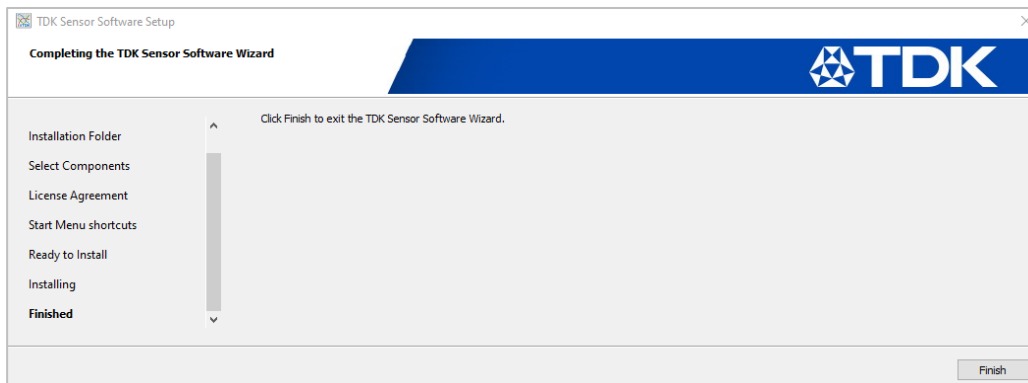 TDK Sensor Software Setup
Completing the TDK Sensor Software Wizard
TDK
Click Finish to exit the TDK Sensor Software Wizard.
Installation Folder
Select Components
License Agreement
Start Menu shortcuts
Ready to Install
Installing
Finished
Finish